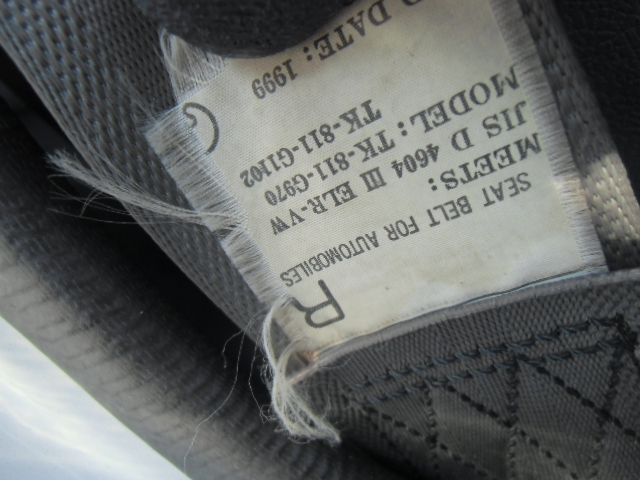 R
SEAT BELT FOR AUTOMOBILES
MEETS:
JIS D 4604 III ELR-VW
MODEL: TK-811-G970
TK-811-G1102
DATE: 1999